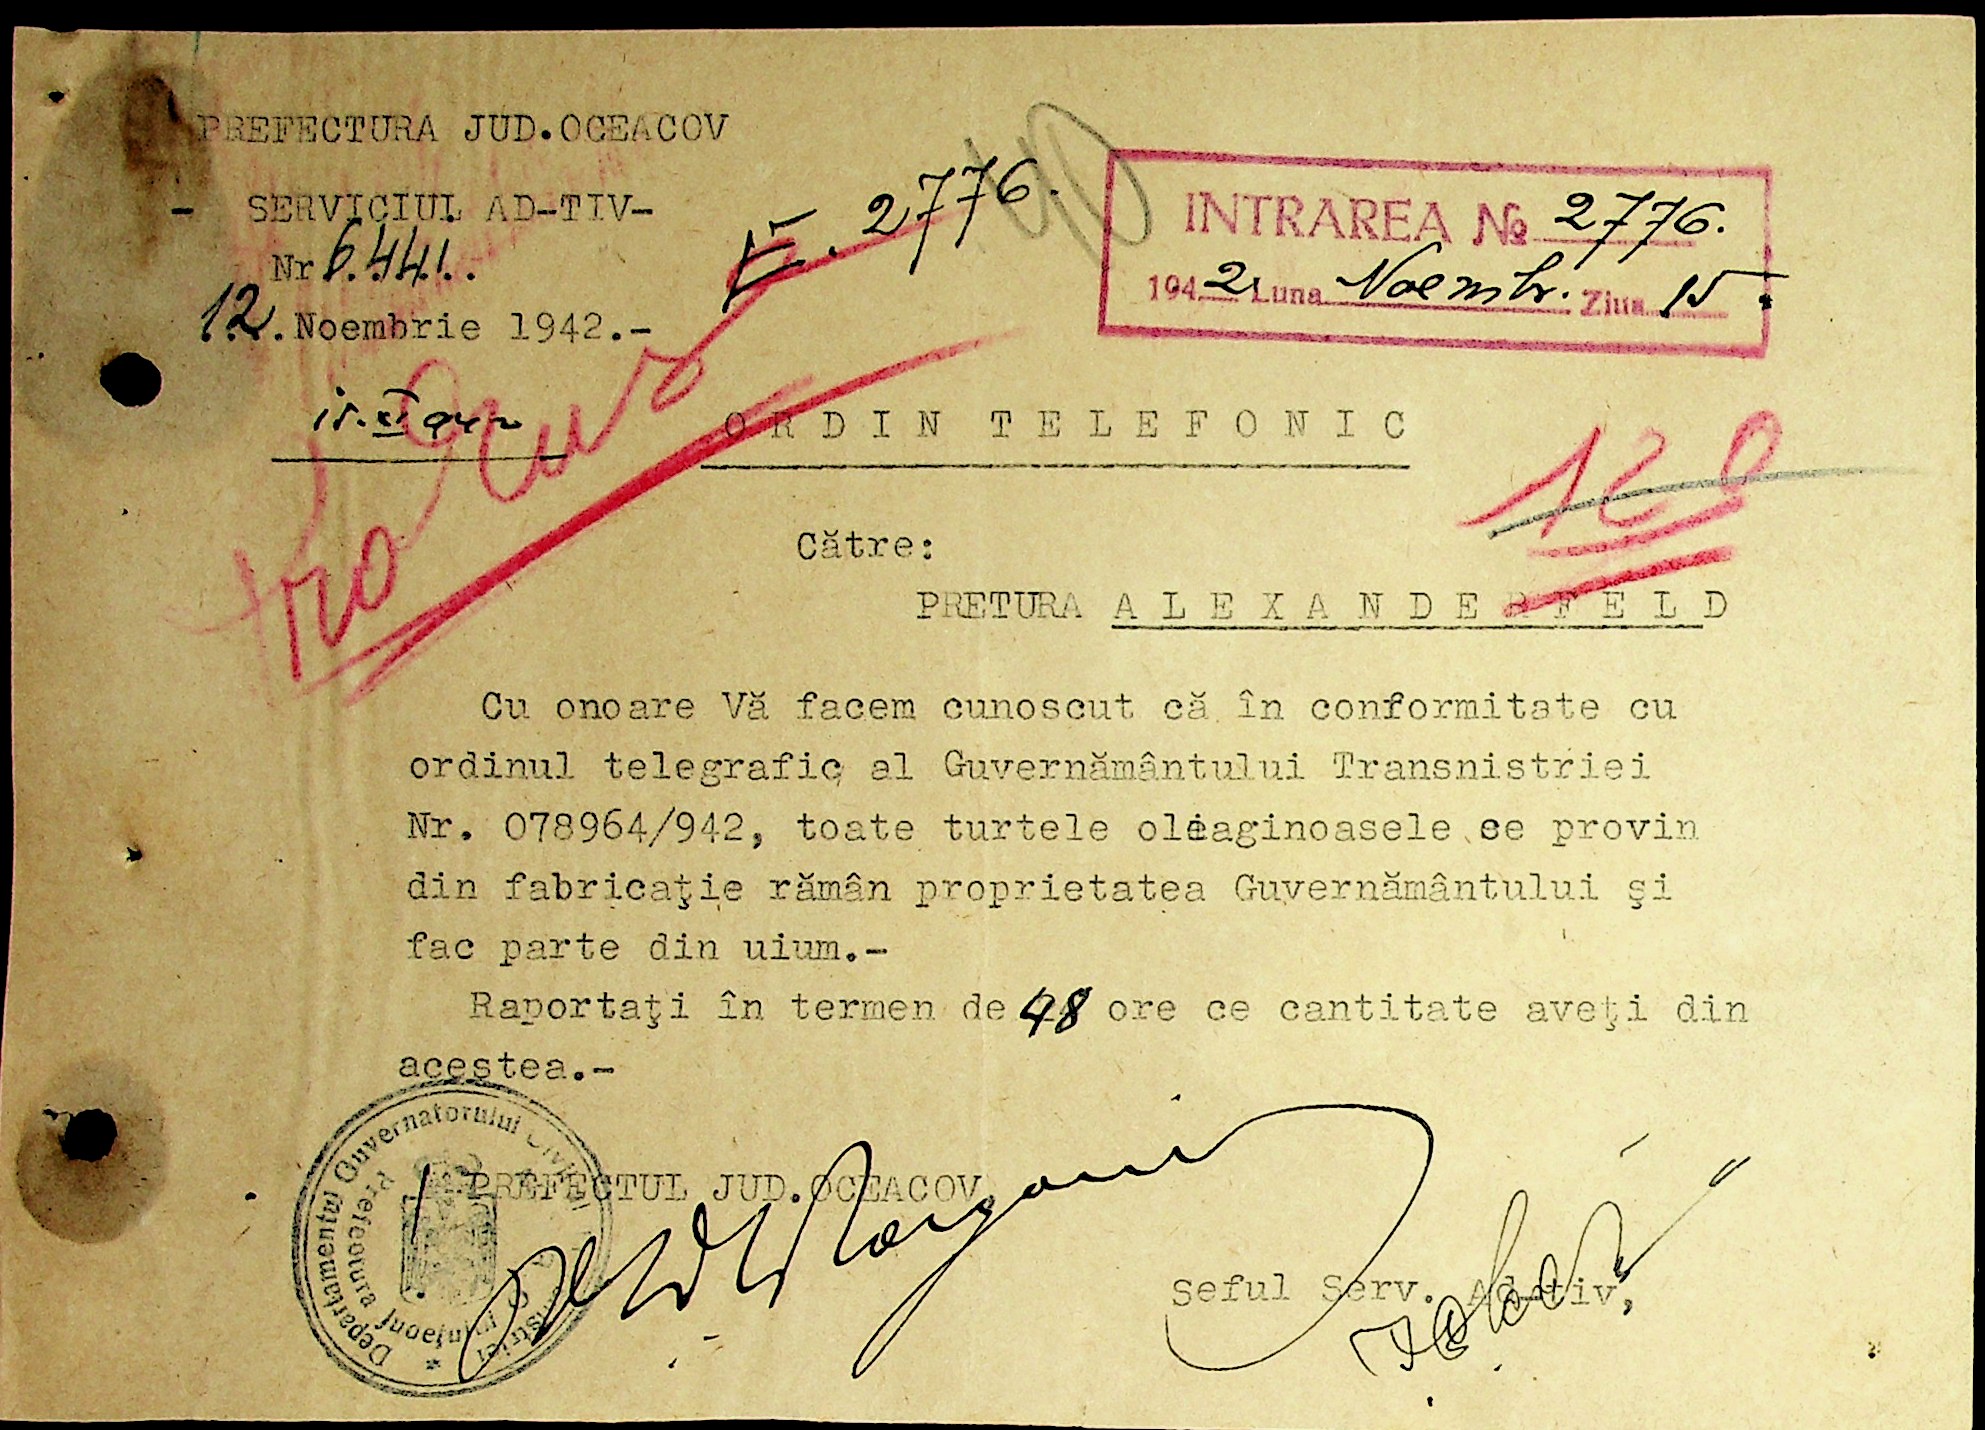 PREFECTURA JUD.OCEACOV
- SERVICIUL AD-TIV-
Nr 6.441..
12. Noembrie 1942.-
E. 2776.
INTRAREA No 2776.
1942 Luna Noembr. Ziua 15
ORDIN TELEFONIC
Către:
PRETURA ALEXANDERFELD
Cu onoare Vă facem cunoscut că în conformitate cu
ordinul telegrafic al Guvernământului Transnistriei
Nr. 078964/942, toate turtele oleaginoasele ce provin
din fabricaţie rămân proprietatea Guvernământului şi
fac parte din uium.-
Raportaţi în termen de 48 ore ce cantitate aveţi din
acestea.-
PREFECTUL JUD.OCEACOV
Departamentul Guvernatorului Civil
Prefectura Judeţului
Seful Serv. Ad-tiv,